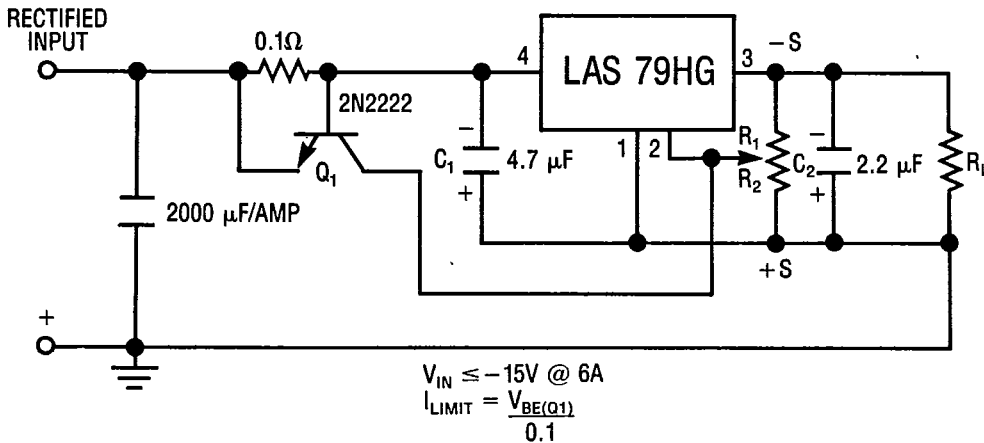 RECTIFIED
INPUT
0.1Ω
2N2222
Q1
4
LAS 79HG
3
-S
1
2
C1
-
4.7 μF
+
R1
R2
C2
-
2.2 μF
+
2000 μF/AMP
+S
+
VIN ≤ -15V @ 6A
ILIMIT = VBE(Q1)
0.1